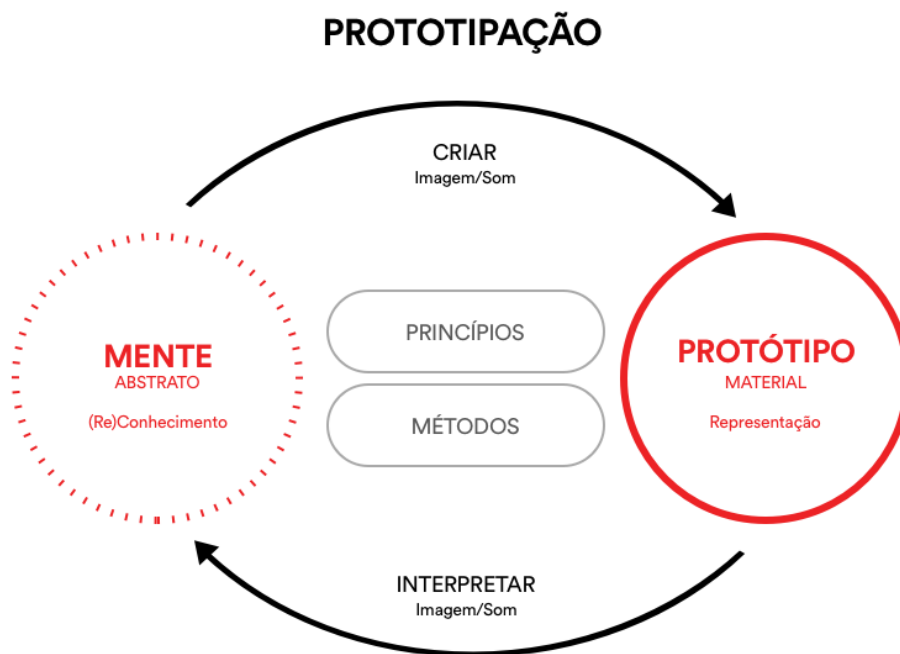 PROTOTIPAÇÃO
CRIAR
Imagem/Som
MENTE
ABSTRATO
(Re)Conhecimento
PRINCÍPIOS
MÉTODOS
PROTÓTIPO
MATERIAL
Representação
INTERPRETAR
Imagem/Som